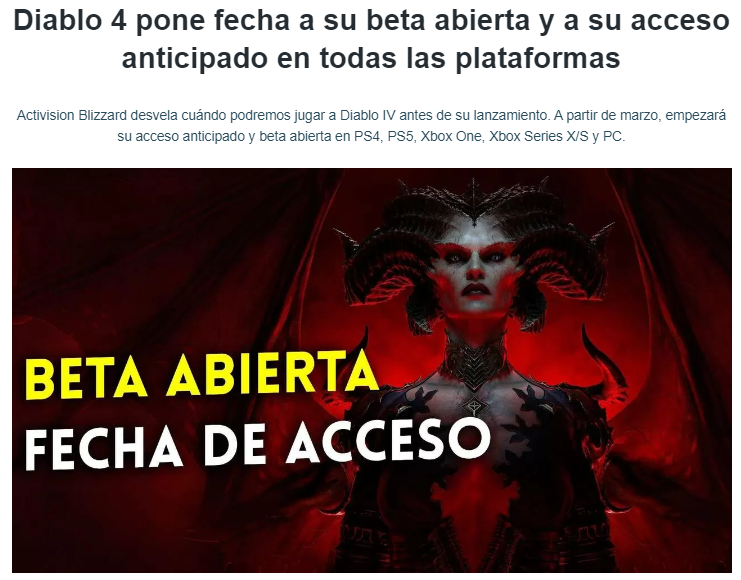 Diablo 4 pone fecha a su beta abierta y a su acceso
anticipado en todas las plataformas
Activision Blizzard desvela cuándo podremos jugar a Diablo IV antes de su lanzamiento. A partir de marzo, empezará
su acceso anticipado y beta abierta en PS4, PS5, Xbox One, Xbox Series X/S y PC.
BETA ABIERTA
FECHA DE ACCESO